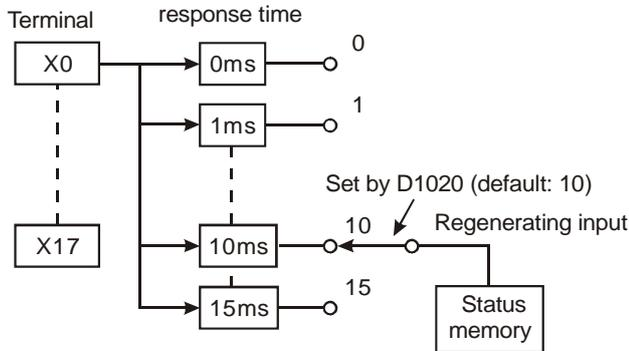 Terminal
response time
X0
0ms
0
1ms
1
Set by D1020 (default: 10)
X17
10ms
10
Regenerating input
15ms
15
Status
memory